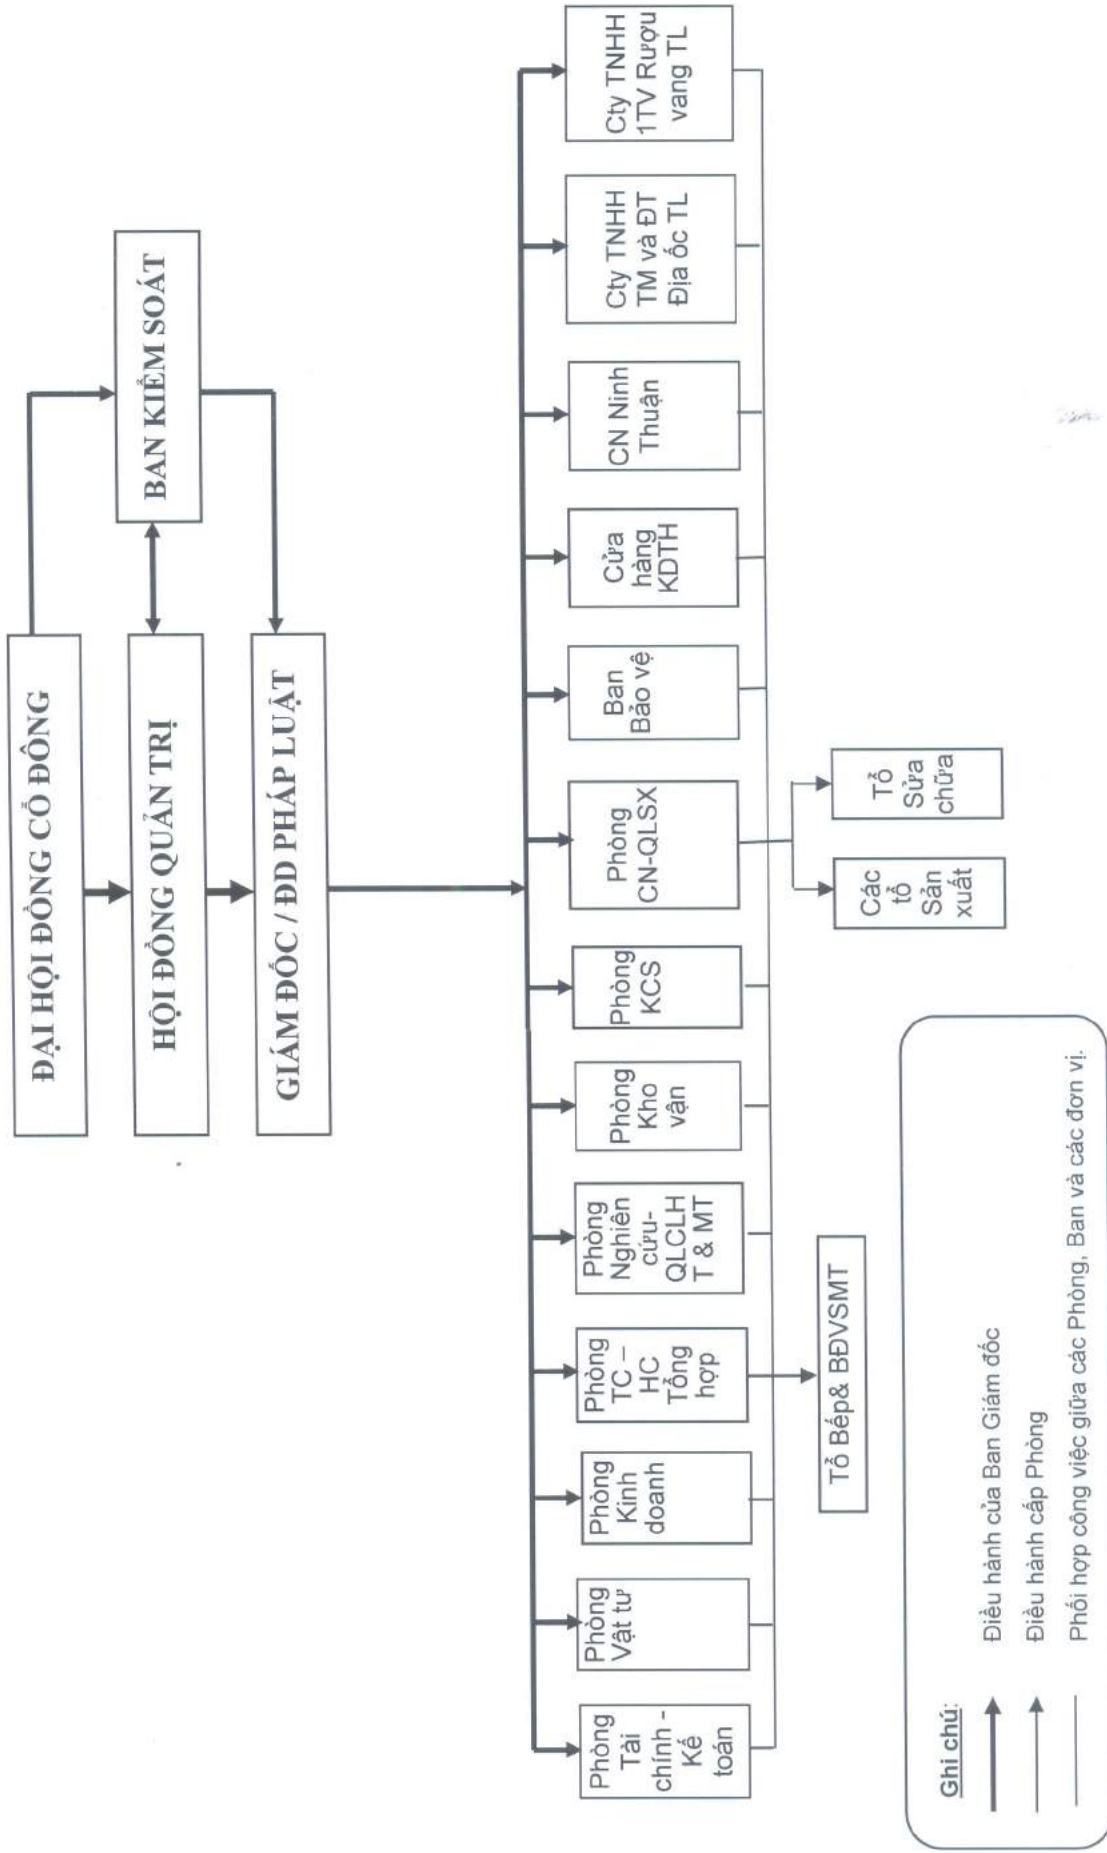 ĐẠI HỘI ĐỒNG CỔ ĐÔNG
BAN KIỂM SOÁT
HỘI ĐỒNG QUẢN TRỊ
GIÁM ĐỐC / ĐD PHÁP LUẬT
Phòng
Tài
chính -
Kế
toán
Phòng
Vật tư
Phòng
Kinh
doanh
Phòng
TC –
HC
Tổng
hợp
Phòng
Nghiên
cứu-
QLCLH
T & MT
Phòng
Kho
vận
Phòng
KCS
Phòng
CN-QLSX
Ban
Bảo vệ
Cửa
hàng
KDTH
CN Ninh
Thuận
Cty TNHH
TM và ĐT
Địa ốc TL
Cty TNHH
1TV Rượu
vang TL
Tổ Bếp& BĐVSMT
Các
tổ
Sản
xuất
Tổ
Sửa
chữa
Ghi chú:
Điều hành của Ban Giám đốc
Điều hành cấp Phòng
Phối hợp công việc giữa các Phòng, Ban và các đơn vị.